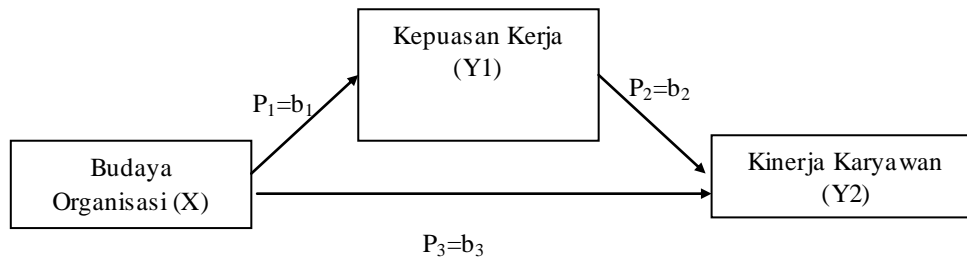 Kepuasan Kerja
(Y1)
P₁=b₁
P₂=b₂
Budaya
Organisasi (X)
Kinerja Karyawan
(Y2)
P₃=b₃